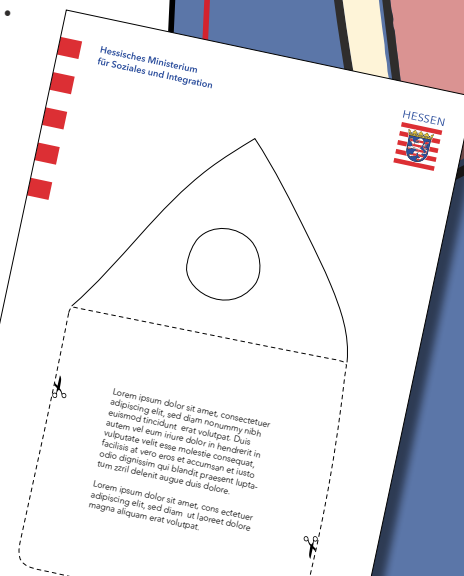 Hessisches Ministerium
für Soziales und Integration
HESSEN
Lorem ipsum dolor sit amet, consectetuer
adipiscing elit, sed diam nonummy nibh
euismod tincidunt erat volutpat. Duis
autem vel eum iriure dolor in hendrerit in
vulputate velit esse molestie consequat,
facilisis at vero eros et accumsan et iusto
odio dignissim qui blandit praesent lupta-
tum zzril delenit augue duis dolore.
Lorem ipsum dolor sit amet, cons ectetuer
adipiscing elit, sed diam ut laoreet dolore
magna aliquam erat volutpat.